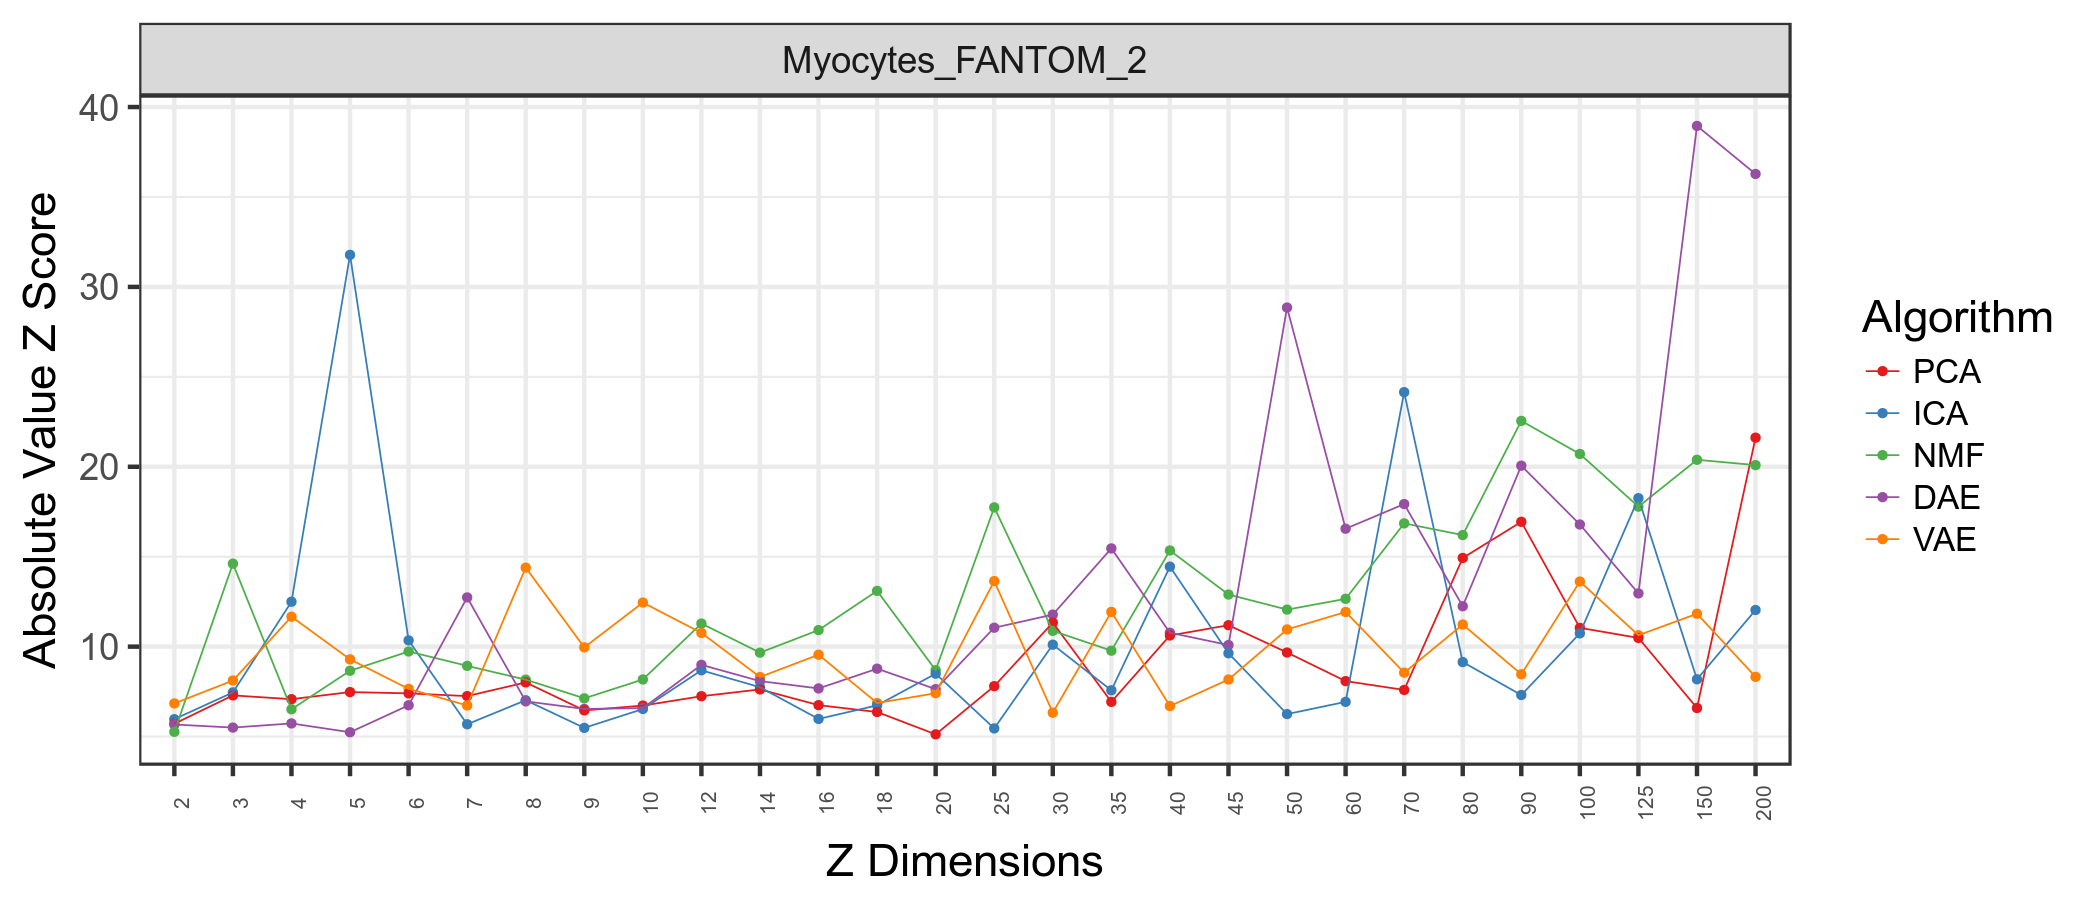 Myocytes_FANTOM_2
Absolute Value Z Score
40
30
20
10
2 3 4 5 6 7 8 9 10 12 14 16 18 20 25 30 35 40 45 50 60 70 80 90 100 125 150 200
Z Dimensions
Algorithm
PCA
ICA
NMF
DAE
VAE